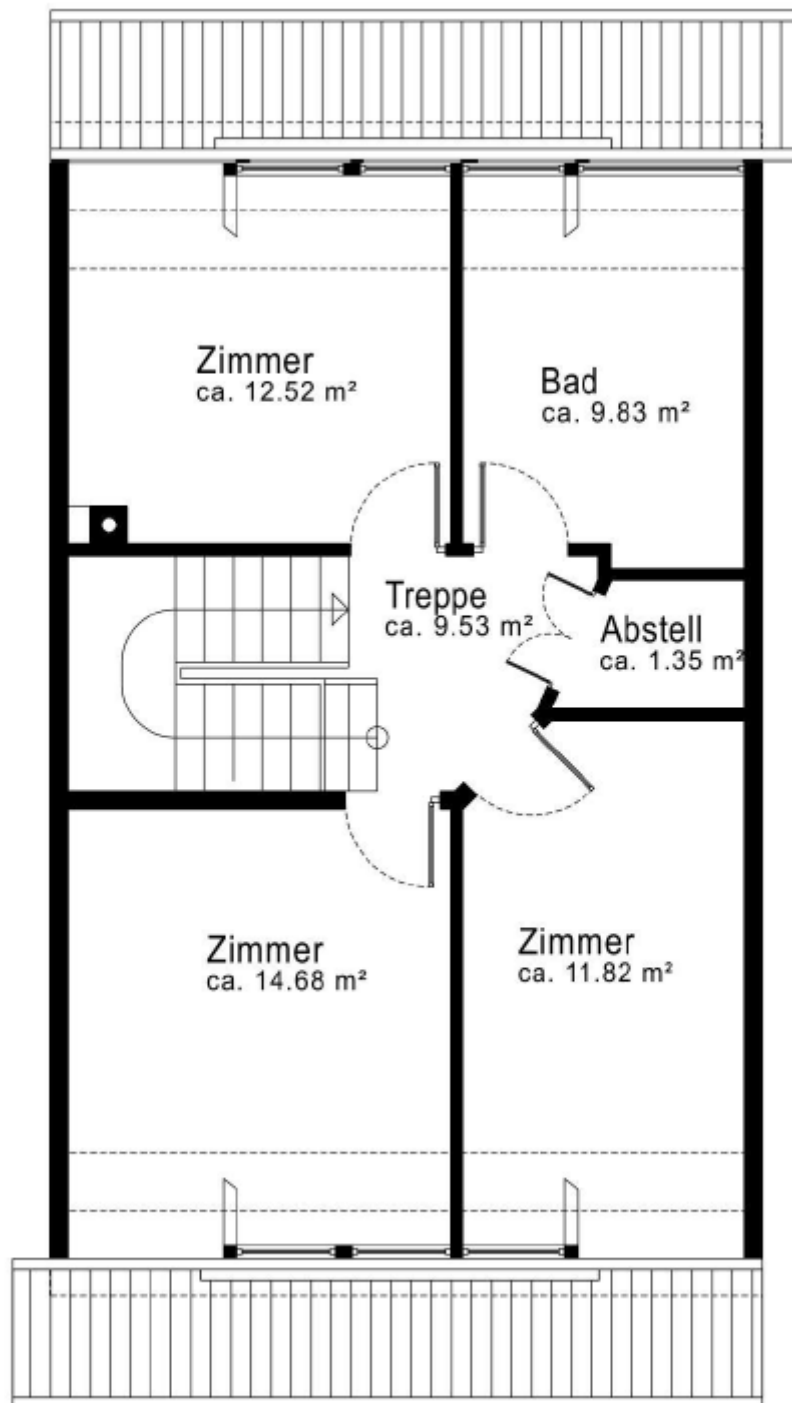 Zimmer
ca. 12.52 m²
Bad
ca. 9.83 m²
Treppe
ca. 9.53 m²
Abstell
ca. 1.35 m²
Zimmer
ca. 14.68 m²
Zimmer
ca. 11.82 m²